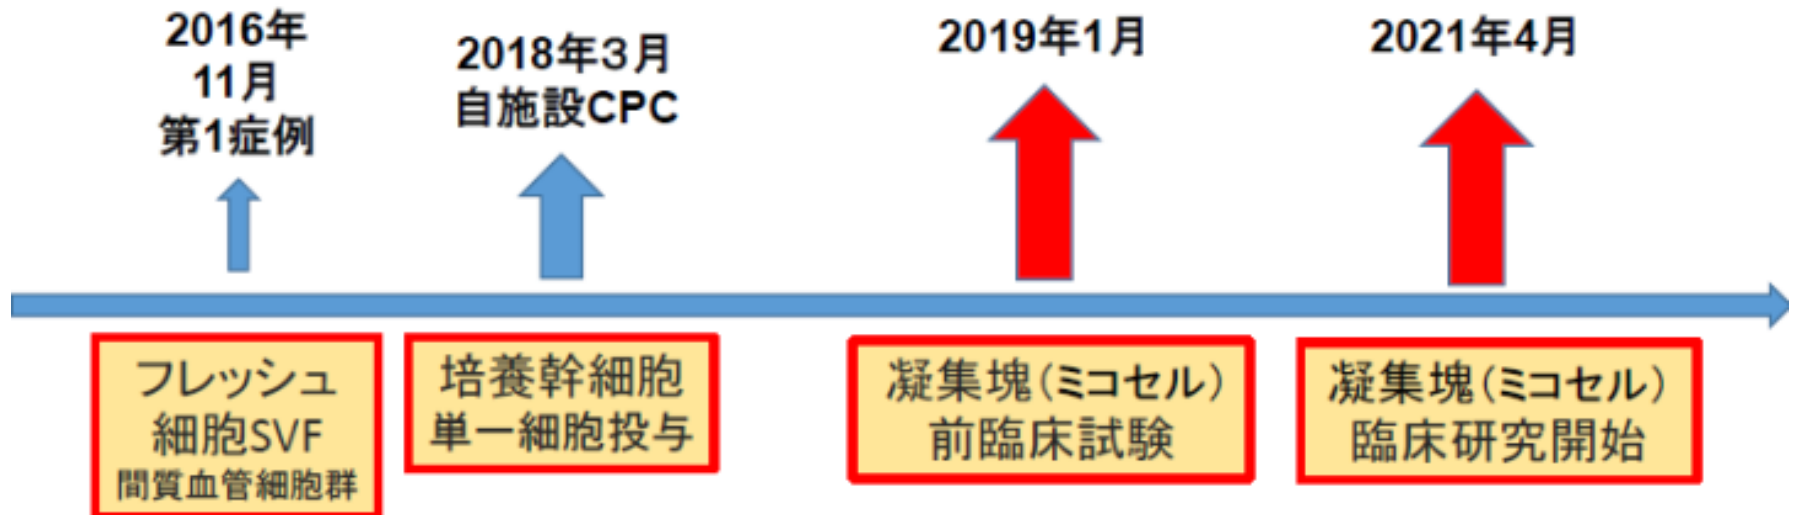 2016年
11月
第1症例
2018年３月
自施設CPC
2019年1月
2021年4月
フレッシュ
細胞SVF
間質血管細胞群
培養幹細胞
単一細胞投与
凝集塊（ミコセル）
前臨床試験
凝集塊（ミコセル）
臨床研究開始